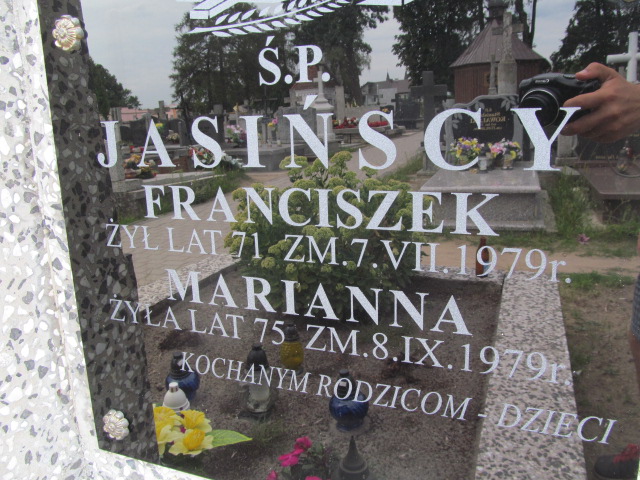 Ś.P.
JASIŃSCY
FRANCISZEK
ŻYŁ LAT 71 ZM.7.VII.1979r.
MARIANNA
ŻYŁA LAT 75 ZM.8.IX.1979r.
KOCHANYM RODZICOM - DZIECI